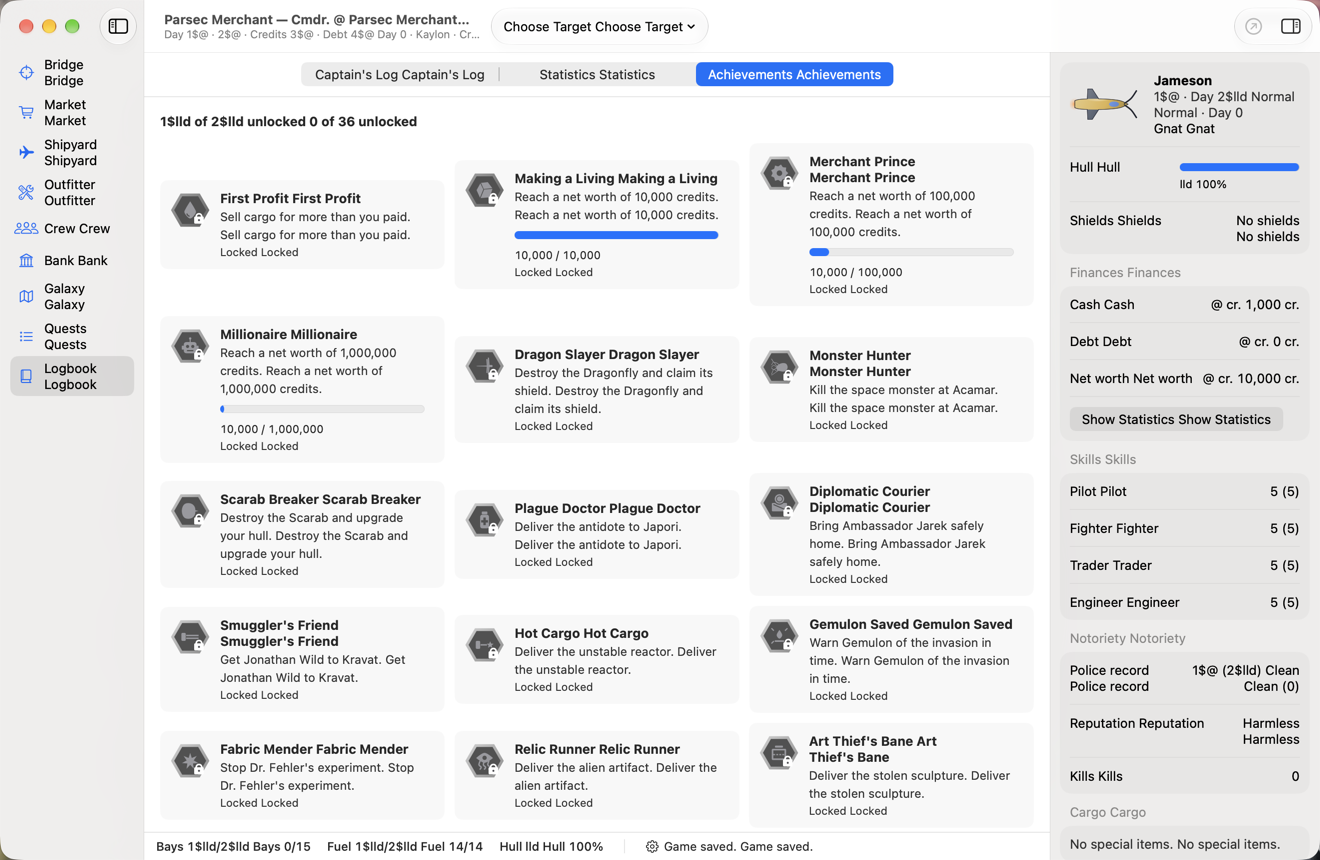 Parsec Merchant — Cmdr. @ Parsec Merchant...
Day 1$@ · 2$@ · Credits 3$@ · Debt 4$@ Day 0 · Kaylon · Cr...
Choose Target Choose Target
Bridge
Bridge
Market
Market
Shipyard
Shipyard
Outfitter
Outfitter
Crew Crew
Bank Bank
Galaxy
Galaxy
Quests
Quests
Logbook
Logbook
Captain's Log Captain's Log
Statistics Statistics
Achievements Achievements
1$lld of 2$lld unlocked 0 of 36 unlocked
First Profit First Profit
Sell cargo for more than you paid.
Sell cargo for more than you paid.
Locked Locked
Making a Living Making a Living
Reach a net worth of 10,000 credits.
Reach a net worth of 10,000 credits.
10,000 / 10,000
Locked Locked
Merchant Prince
Merchant Prince
Reach a net worth of 100,000
credits. Reach a net worth of
100,000 credits.
10,000 / 100,000
Locked Locked
Millionaire Millionaire
Reach a net worth of 1,000,000
credits. Reach a net worth of
1,000,000 credits.
10,000 / 1,000,000
Locked Locked
Dragon Slayer Dragon Slayer
Destroy the Dragonfly and claim its
shield. Destroy the Dragonfly and
claim its shield.
Locked Locked
Monster Hunter
Monster Hunter
Kill the space monster at Acamar.
Kill the space monster at Acamar.
Locked Locked
Scarab Breaker Scarab Breaker
Destroy the Scarab and upgrade
your hull. Destroy the Scarab and
upgrade your hull.
Locked Locked
Plague Doctor Plague Doctor
Deliver the antidote to Japori.
Deliver the antidote to Japori.
Locked Locked
Diplomatic Courier
Diplomatic Courier
Bring Ambassador Jarek safely
home. Bring Ambassador Jarek
safely home.
Locked Locked
Smuggler's Friend
Smuggler's Friend
Get Jonathan Wild to Kravat. Get
Jonathan Wild to Kravat.
Locked Locked
Hot Cargo Hot Cargo
Deliver the unstable reactor. Deliver
the unstable reactor.
Locked Locked
Gemulon Saved Gemulon Saved
Warn Gemulon of the invasion in
time. Warn Gemulon of the invasion
in time.
Locked Locked
Fabric Mender Fabric Mender
Stop Dr. Fehler's experiment. Stop
Dr. Fehler's experiment.
Locked Locked
Relic Runner Relic Runner
Deliver the alien artifact. Deliver the
alien artifact.
Locked Locked
Art Thief's Bane Art
Thief's Bane
Deliver the stolen sculpture. Deliver
the stolen sculpture.
Locked Locked
Bays 1$lld/2$lld Bays 0/15
Fuel 1$lld/2$lld Fuel 14/14
Hull lld Hull 100%
Game saved. Game saved.
Jameson
1$@ · Day 2$lld Normal
Normal · Day 0
Gnat Gnat
Hull Hull
lld 100%
Shields Shields
No shields
No shields
Finances Finances
Cash Cash
@ cr. 1,000 cr.
Debt Debt
@ cr. 0 cr.
Net worth Net worth
@ cr. 10,000 cr.
Show Statistics Show Statistics
Skills Skills
Pilot Pilot
5 (5)
Fighter Fighter
5 (5)
Trader Trader
5 (5)
Engineer Engineer
5 (5)
Notoriety Notoriety
Police record
Police record
1$@ (2$lld) Clean
Clean (0)
Reputation Reputation
Harmless
Harmless
Kills Kills
0
Cargo Cargo
No special items. No special items.